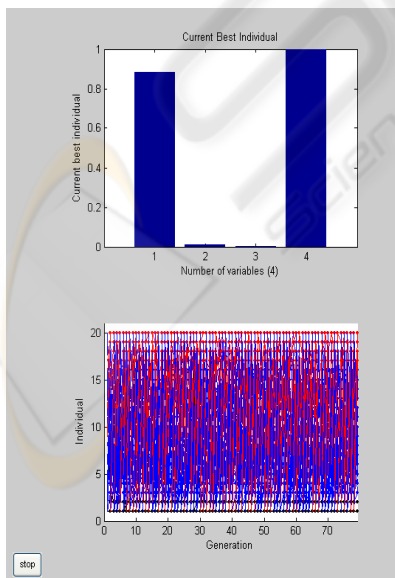 Current Best Individual
Current best individual
1
0.8
0.6
0.4
0.2
0
1 2 3 4
Number of variables (4)
Individual
20
15
10
5
0
0 10 20 30 40 50 60 70
Generation
stop